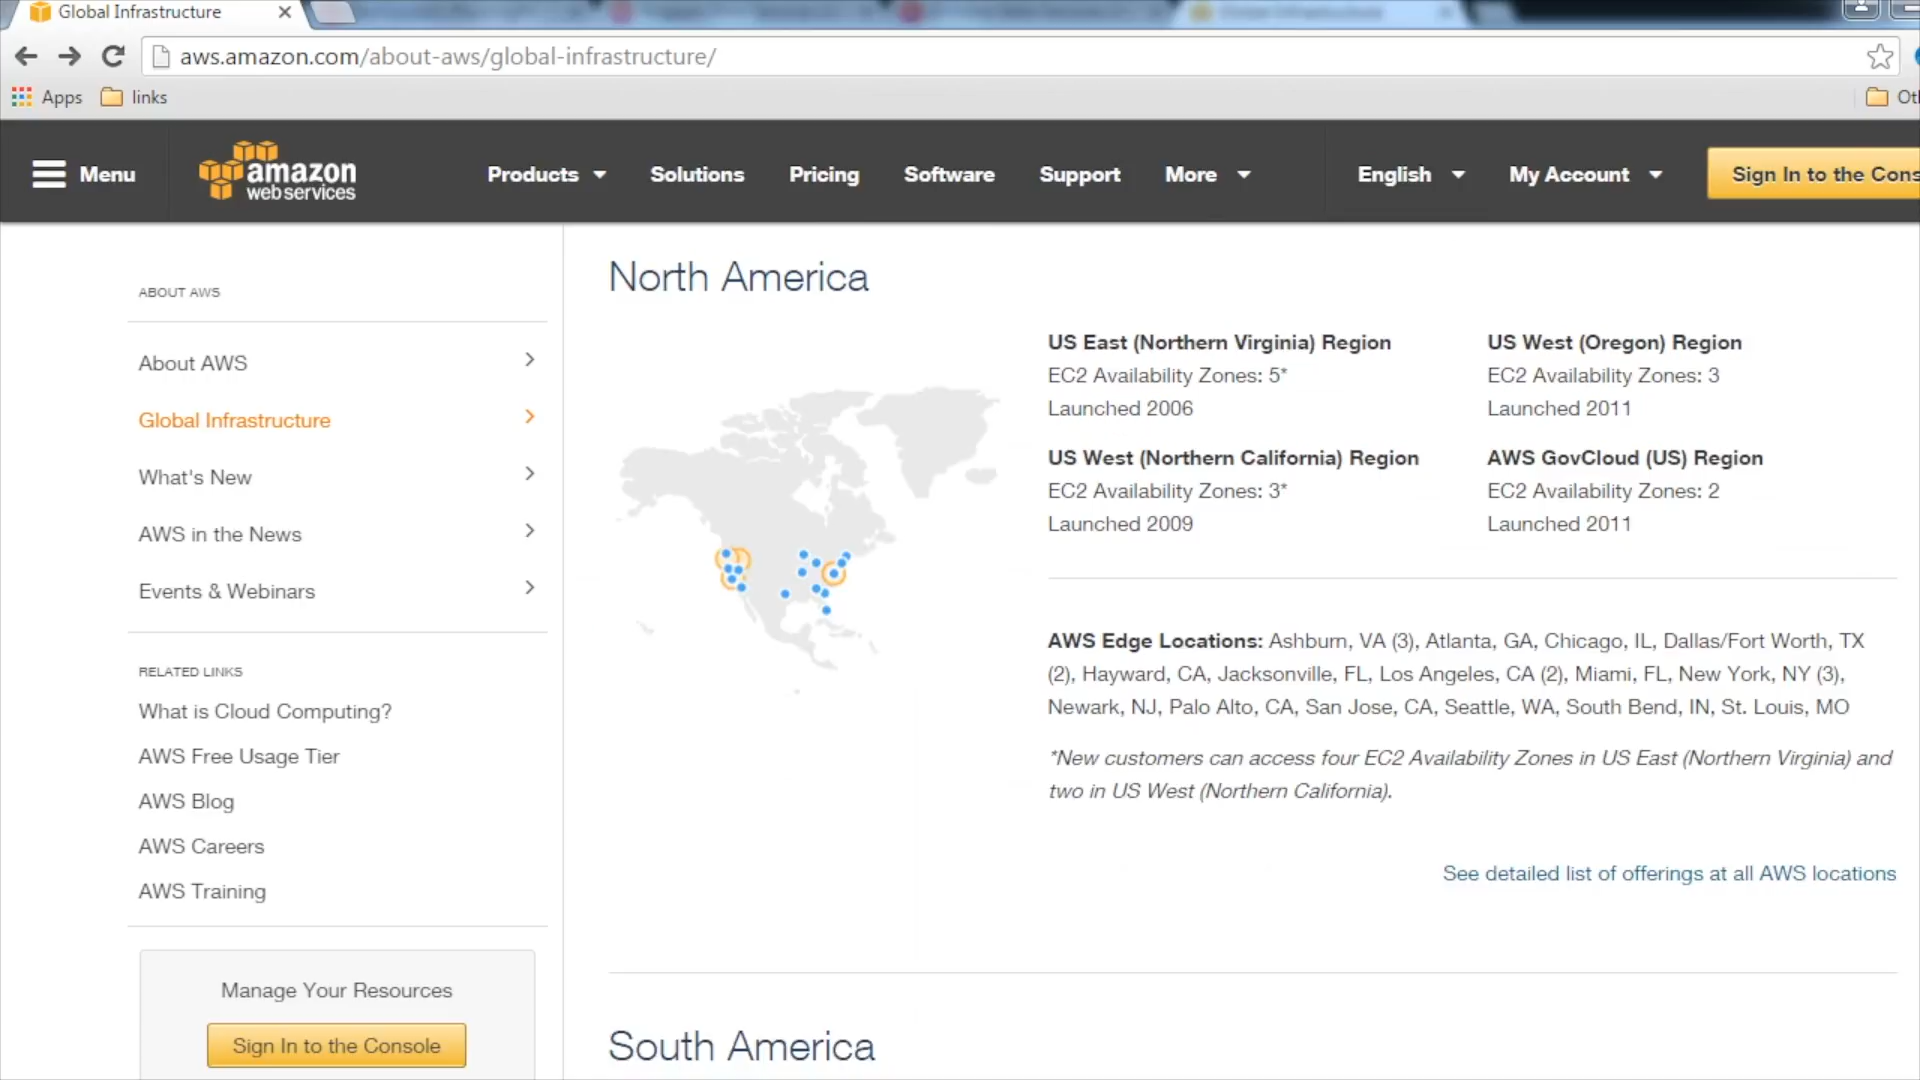 Global Infrastructure
aws.amazon.com/about-aws/global-infrastructure/
Apps links
Menu amazon web services Products Solutions Pricing Software Support More English My Account Sign In to the Cons
ABOUT AWS
About AWS
Global Infrastructure
What's New
AWS in the News
Events & Webinars
RELATED LINKS
What is Cloud Computing?
AWS Free Usage Tier
AWS Blog
AWS Careers
AWS Training
Manage Your Resources
Sign In to the Console
North America
US East (Northern Virginia) Region
EC2 Availability Zones: 5*
Launched 2006
US West (Oregon) Region
EC2 Availability Zones: 3
Launched 2011
US West (Northern California) Region
EC2 Availability Zones: 3*
Launched 2009
AWS GovCloud (US) Region
EC2 Availability Zones: 2
Launched 2011
AWS Edge Locations: Ashburn, VA (3), Atlanta, GA, Chicago, IL, Dallas/Fort Worth, TX
(2), Hayward, CA, Jacksonville, FL, Los Angeles, CA (2), Miami, FL, New York, NY (3),
Newark, NJ, Palo Alto, CA, San Jose, CA, Seattle, WA, South Bend, IN, St. Louis, MO
*New customers can access four EC2 Availability Zones in US East (Northern Virginia) and
two in US West (Northern California).
See detailed list of offerings at all AWS locations
South America